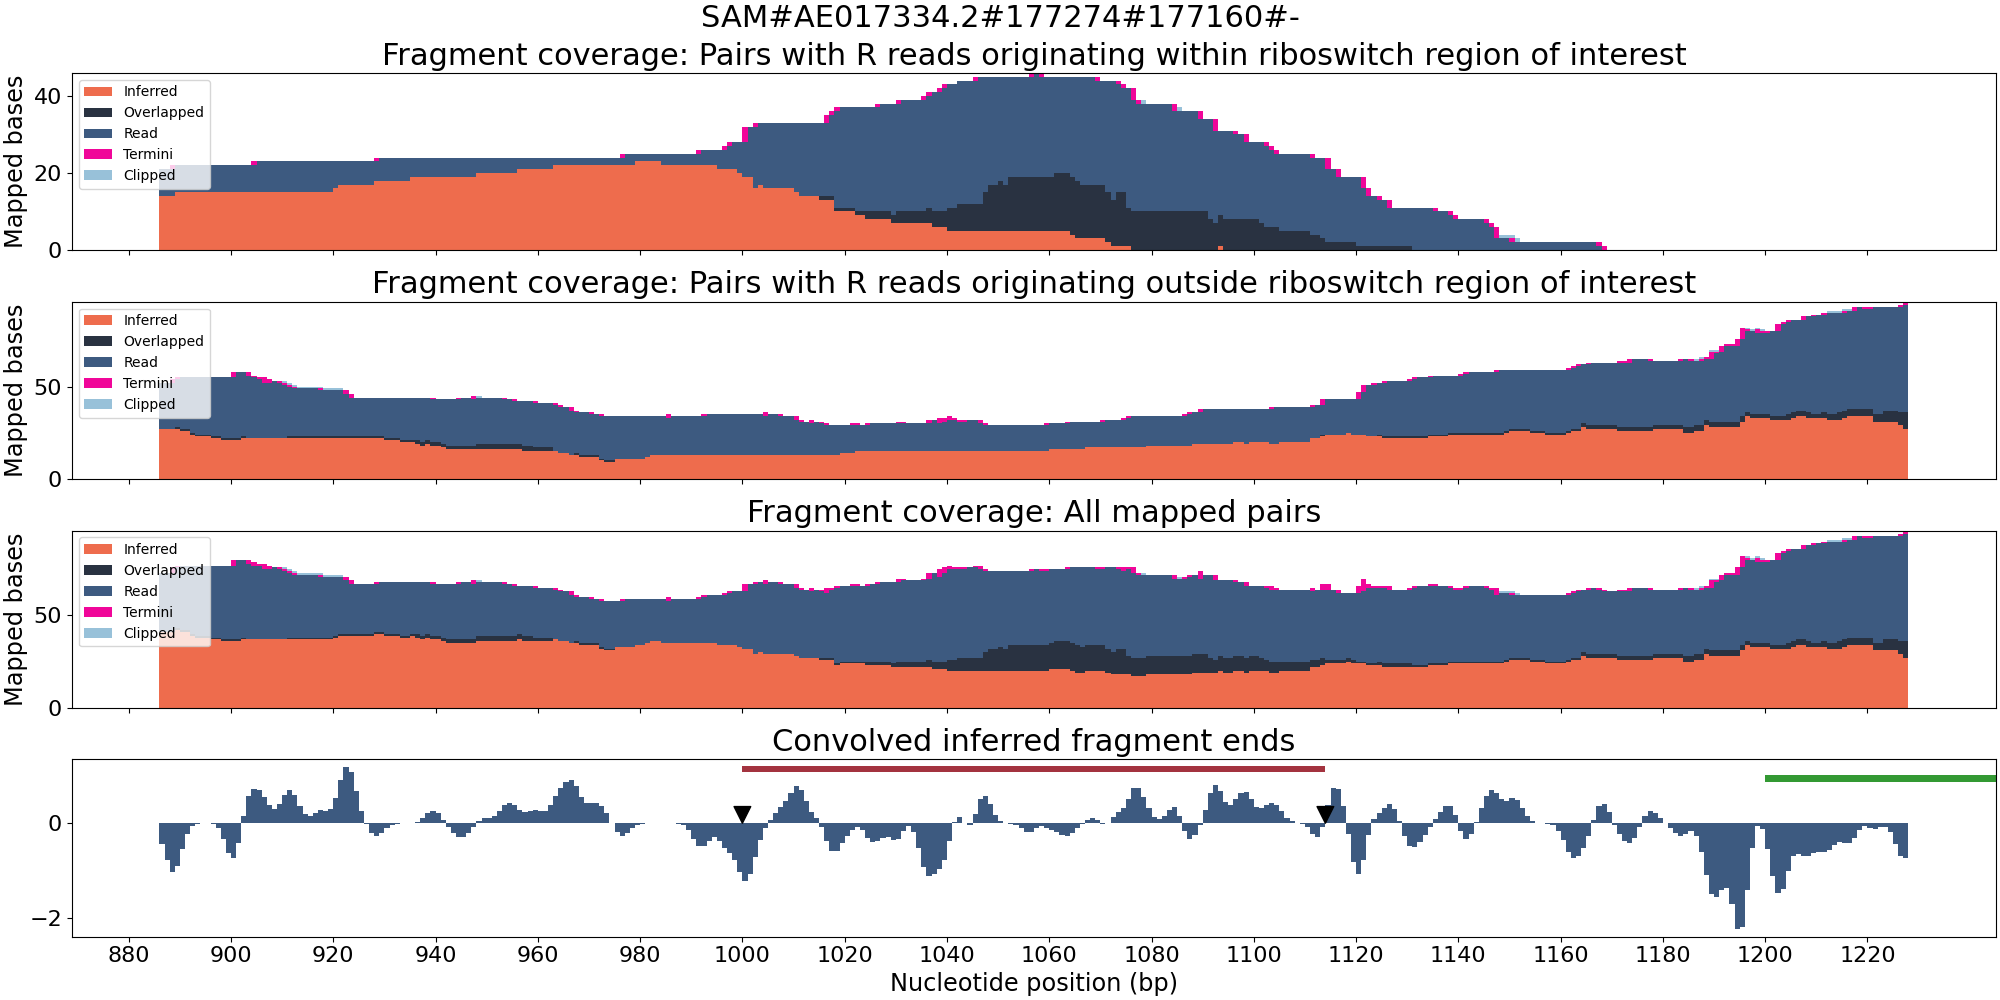 SAM#AE017334.2#177274#177160#-
Fragment coverage: Pairs with R reads originating within riboswitch region of interest
Mapped bases
40
20
0
Inferred
Overlapped
Read
Termini
Clipped
Fragment coverage: Pairs with R reads originating outside riboswitch region of interest
Mapped bases
50
0
Inferred
Overlapped
Read
Termini
Clipped
Fragment coverage: All mapped pairs
Mapped bases
50
0
Inferred
Overlapped
Read
Termini
Clipped
Convolved inferred fragment ends
0
−2
880 900 920 940 960 980 1000 1020 1040 1060 1080 1100 1120 1140 1160 1180 1200 1220
Nucleotide position (bp)